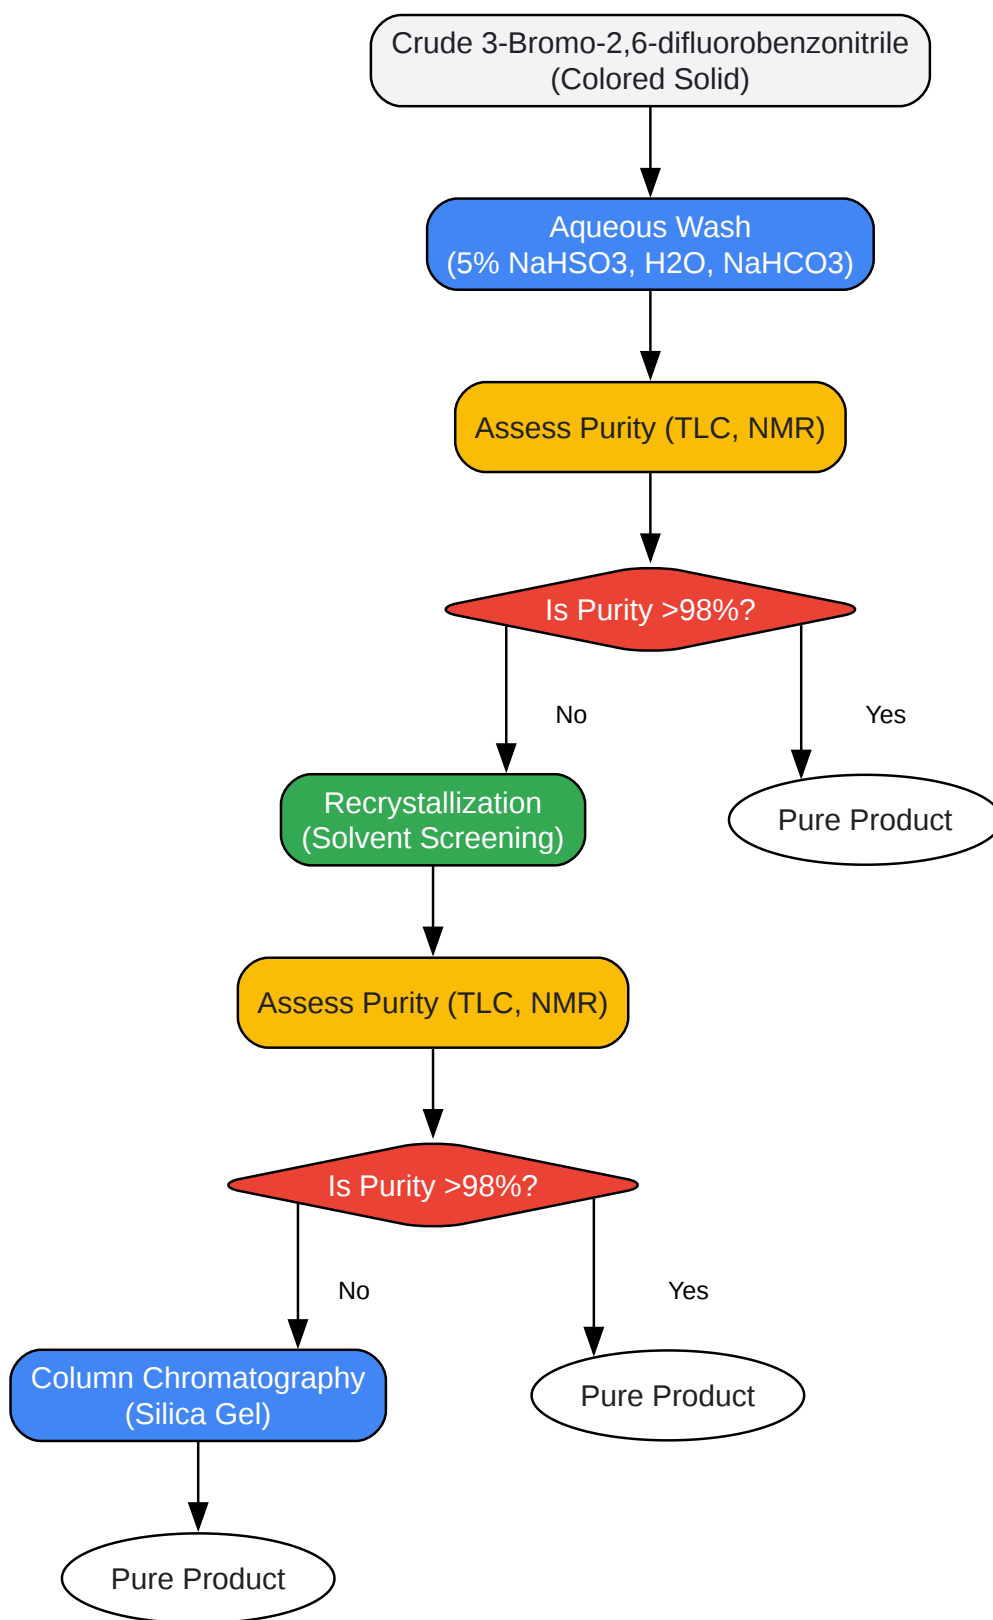 Crude 3-Bromo-2,6-difluorobenzonitrile
(Colored Solid)
Aqueous Wash
(5% NaHSO3, H2O, NaHCO3)
Assess Purity (TLC, NMR)
Is Purity >98%?
No
Yes
Recrystallization
(Solvent Screening)
Pure Product
Assess Purity (TLC, NMR)
Is Purity >98%?
No
Yes
Column Chromatography
(Silica Gel)
Pure Product
Pure Product